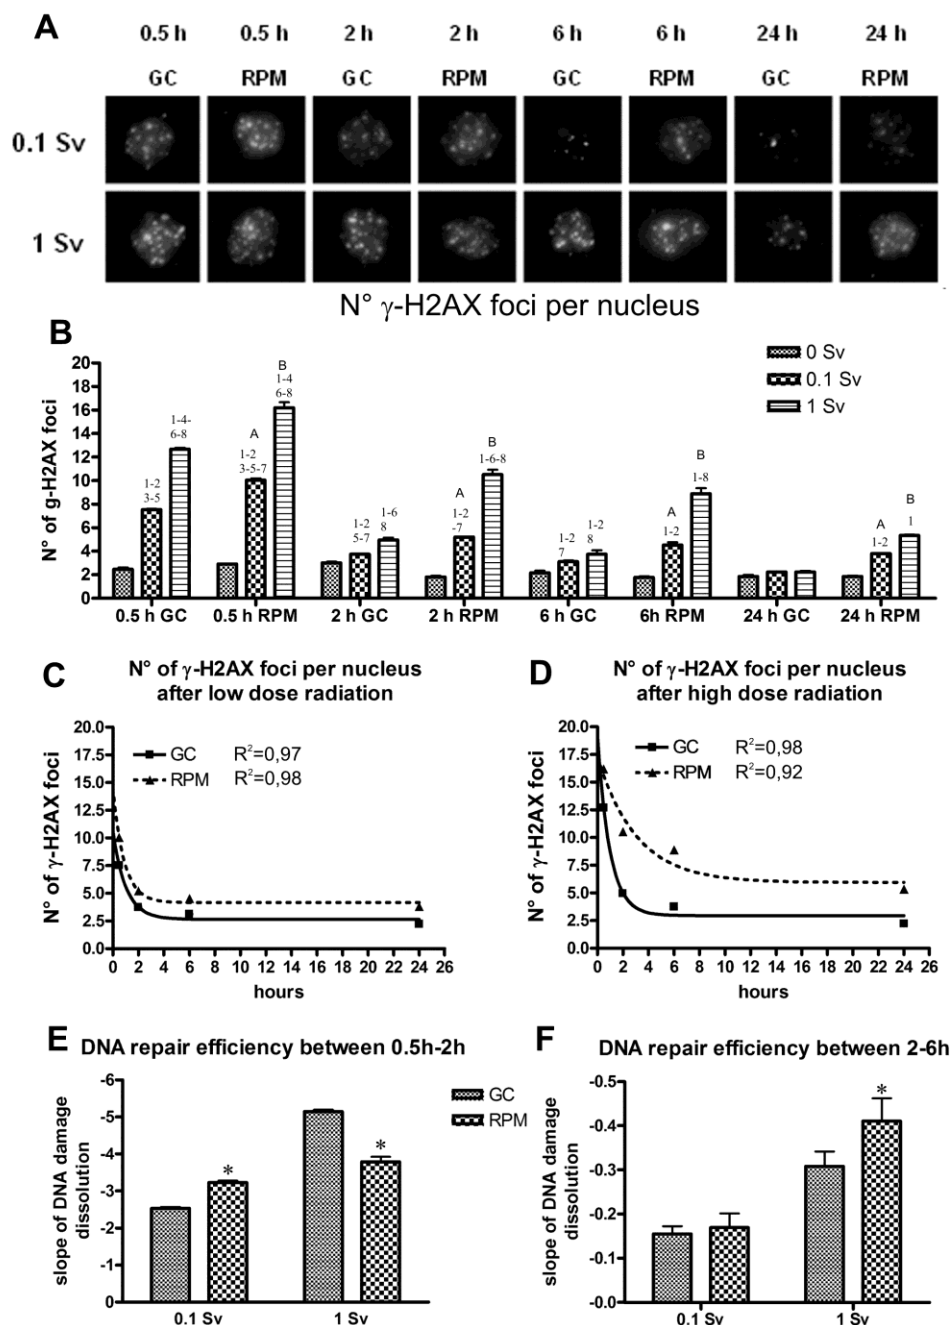 A
0.5 h 0.5 h 2 h 2 h 6 h 6 h 24 h 24 h
GC RPM GC RPM GC RPM GC RPM
0.1 Sv
1 Sv
N° γ-H2AX foci per nucleus
B
N° of g-H2AX foci
20
18
16
14
12
10
8
6
4
2
0
0 Sv
0.1 Sv
1 Sv
1-2
3-5
1-4-
6-8
A
1-2
3-5-7
B
1-4
6-8
1-2
5-7
1-6
8
A
1-2
-7
B
1-6-8
1-2
7
1-2
8
A
1-2
B
1-8
A
1-2
B
1
0.5 h GC 0.5 h RPM 2 h GC 2 h RPM 6 h GC 6h RPM 24 h GC 24 h RPM
C
N° of γ-H2AX foci per nucleus
after low dose radiation
N° of γ-H2AX foci
20.0
17.5
15.0
12.5
10.0
7.5
5.0
2.5
0.0
GC R²=0,97
RPM R²=0,98
0 2 4 6 8 10 12 14 16 18 20 22 24 26
hours
D
N° of γ-H2AX foci per nucleus
after high dose radiation
N° of γ-H2AX foci
20.0
17.5
15.0
12.5
10.0
7.5
5.0
2.5
0.0
GC R²=0,98
RPM R²=0,92
0 2 4 6 8 10 12 14 16 18 20 22 24 26
hours
E
DNA repair efficiency between 0.5h-2h
slope of DNA damage
dissolution
-6
-5
-4
-3
-2
-1
0
*
*
GC
RPM
0.1 Sv 1 Sv
F
DNA repair efficiency between 2-6h
slope of DNA damage
dissolution
-0.5
-0.4
-0.3
-0.2
-0.1
-0.0
*
0.1 Sv 1 Sv